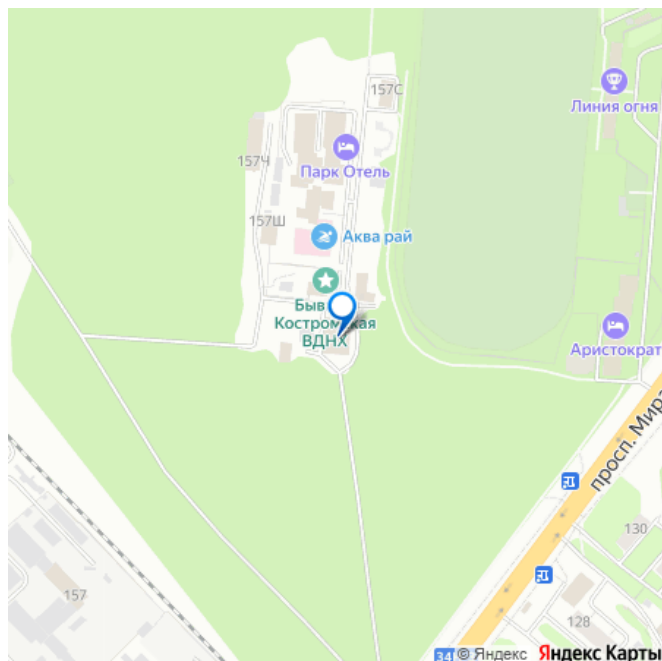 157С
Линия огня
157Ч
Парк Отель
157Ш
Аква рай
Быв
Костромская
ВДНХ
Аристократ
просп. Мира
130
157
128
34
© Яндекс
Яндекс Карты